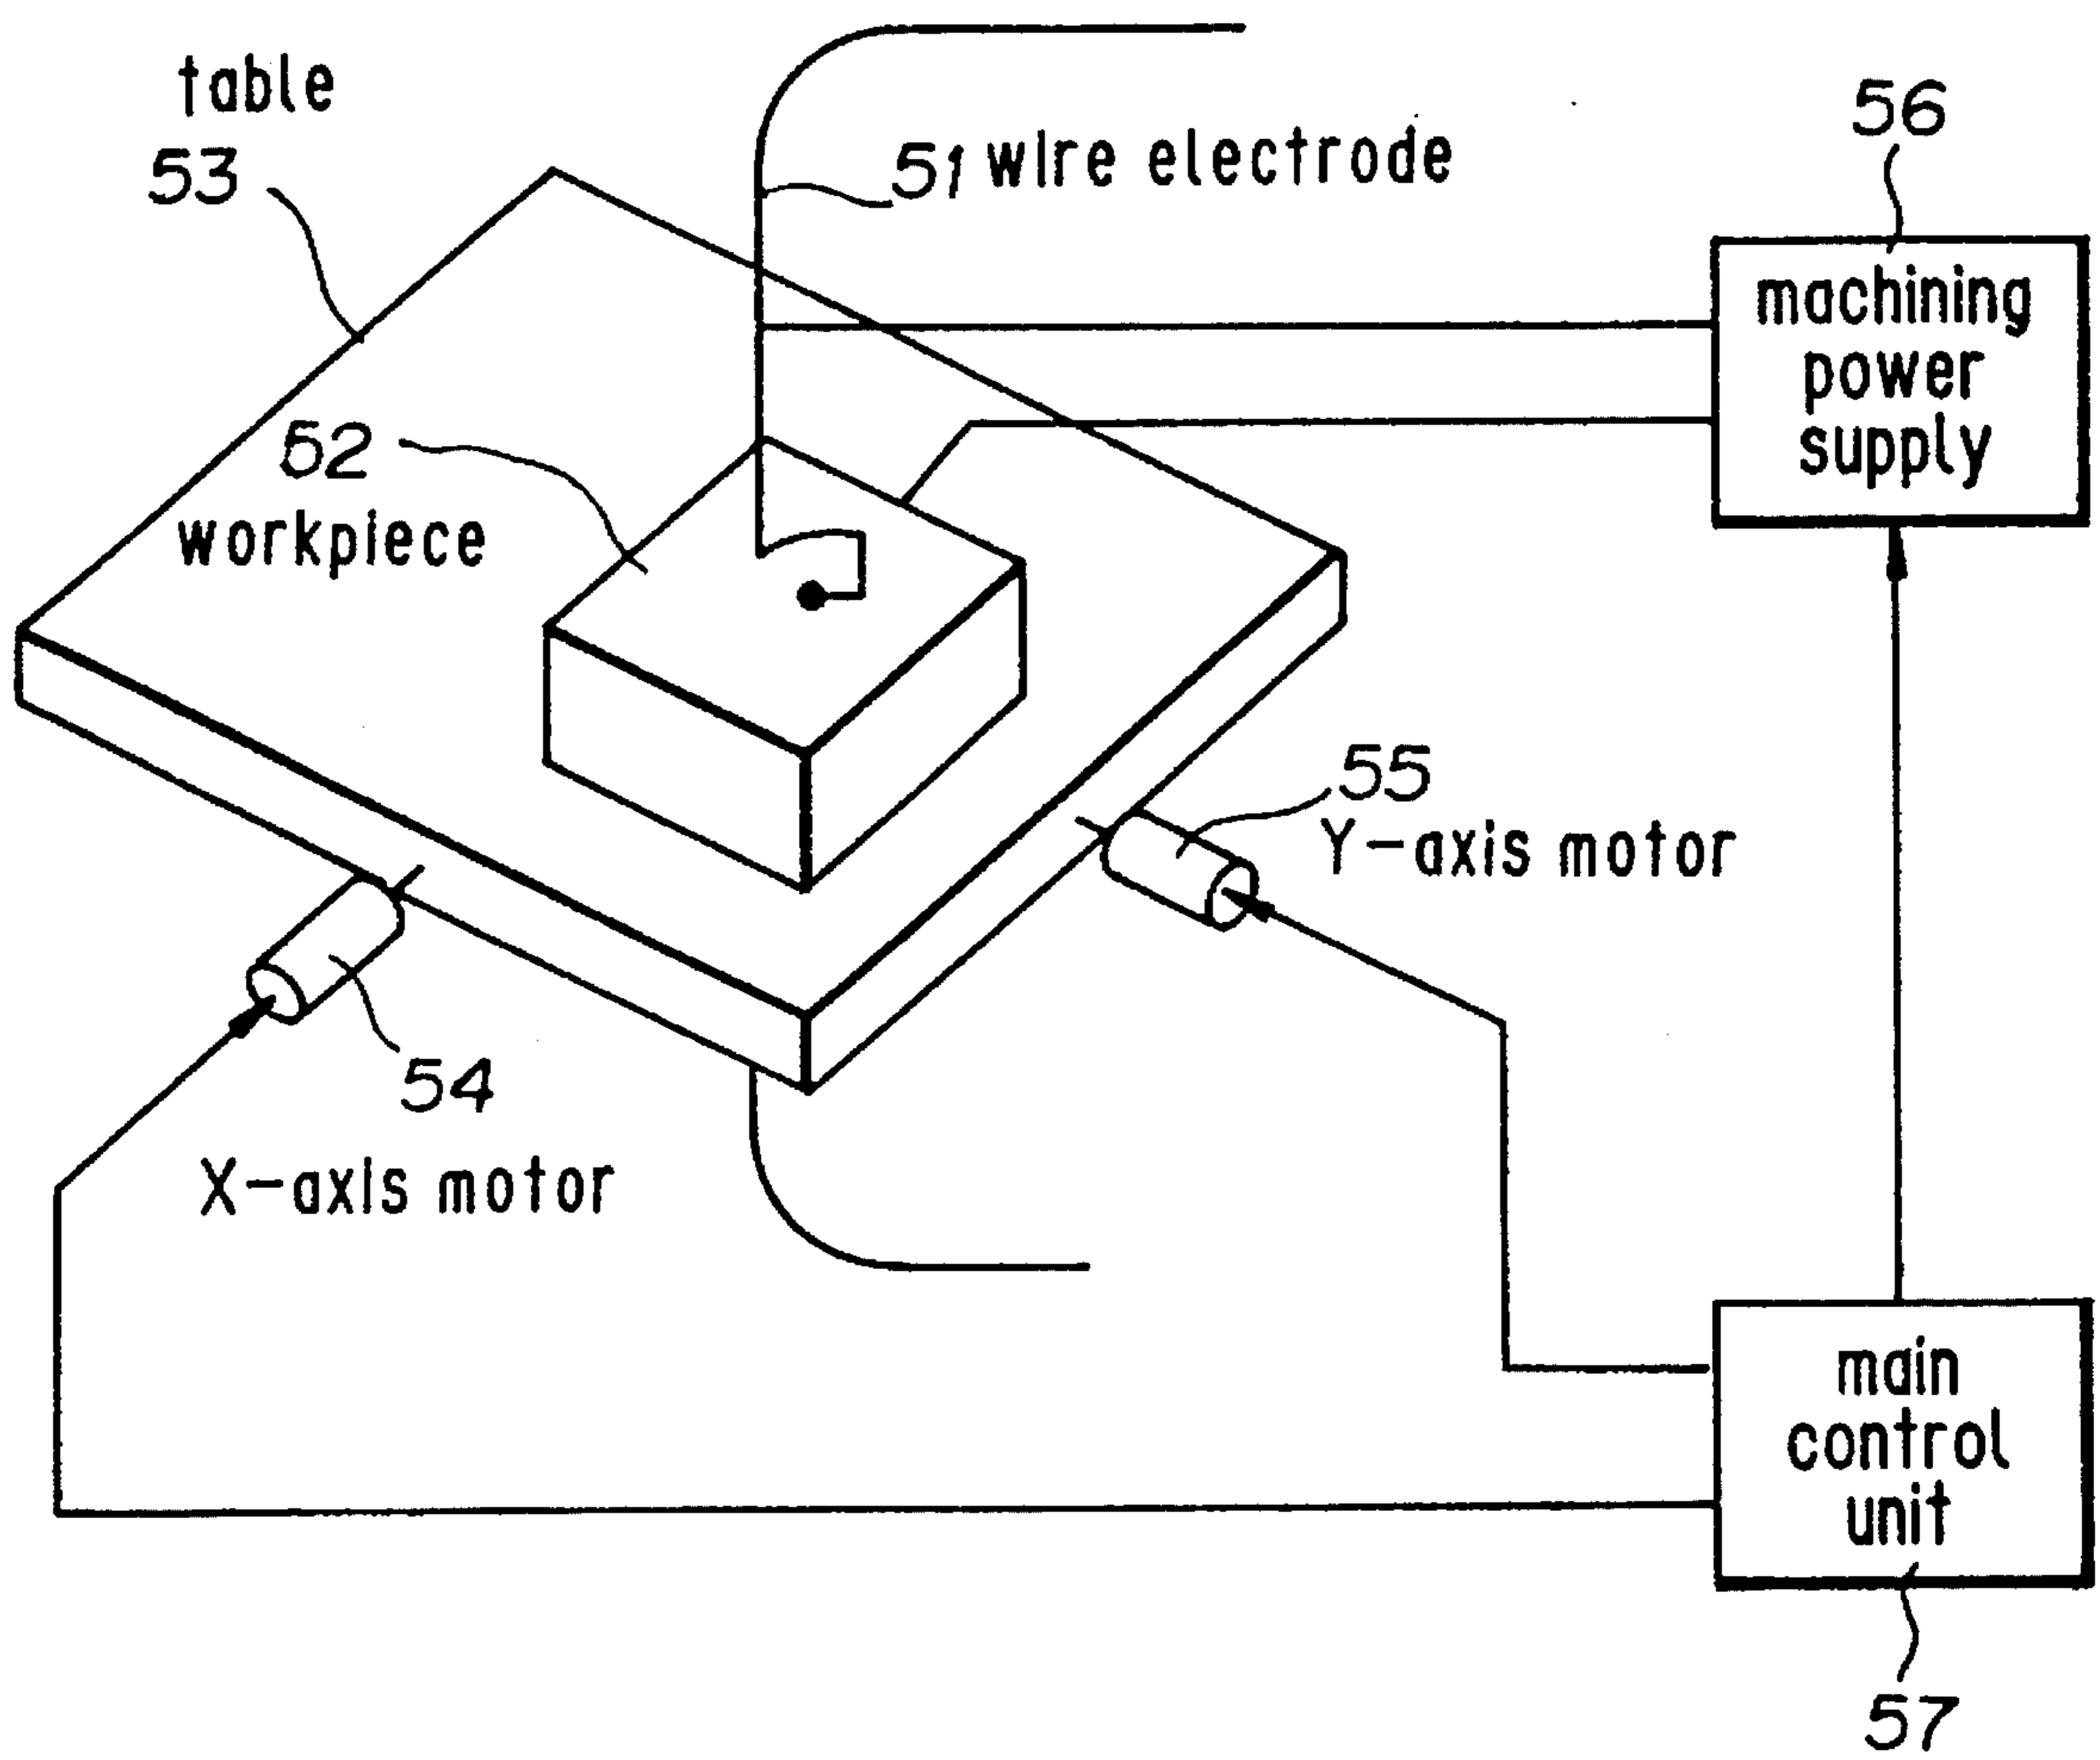 table
53
51 wire electrode
56
machining
power
supply
52
workpiece
55
Y-axis motor
54
X-axis motor
main
control
unit
57